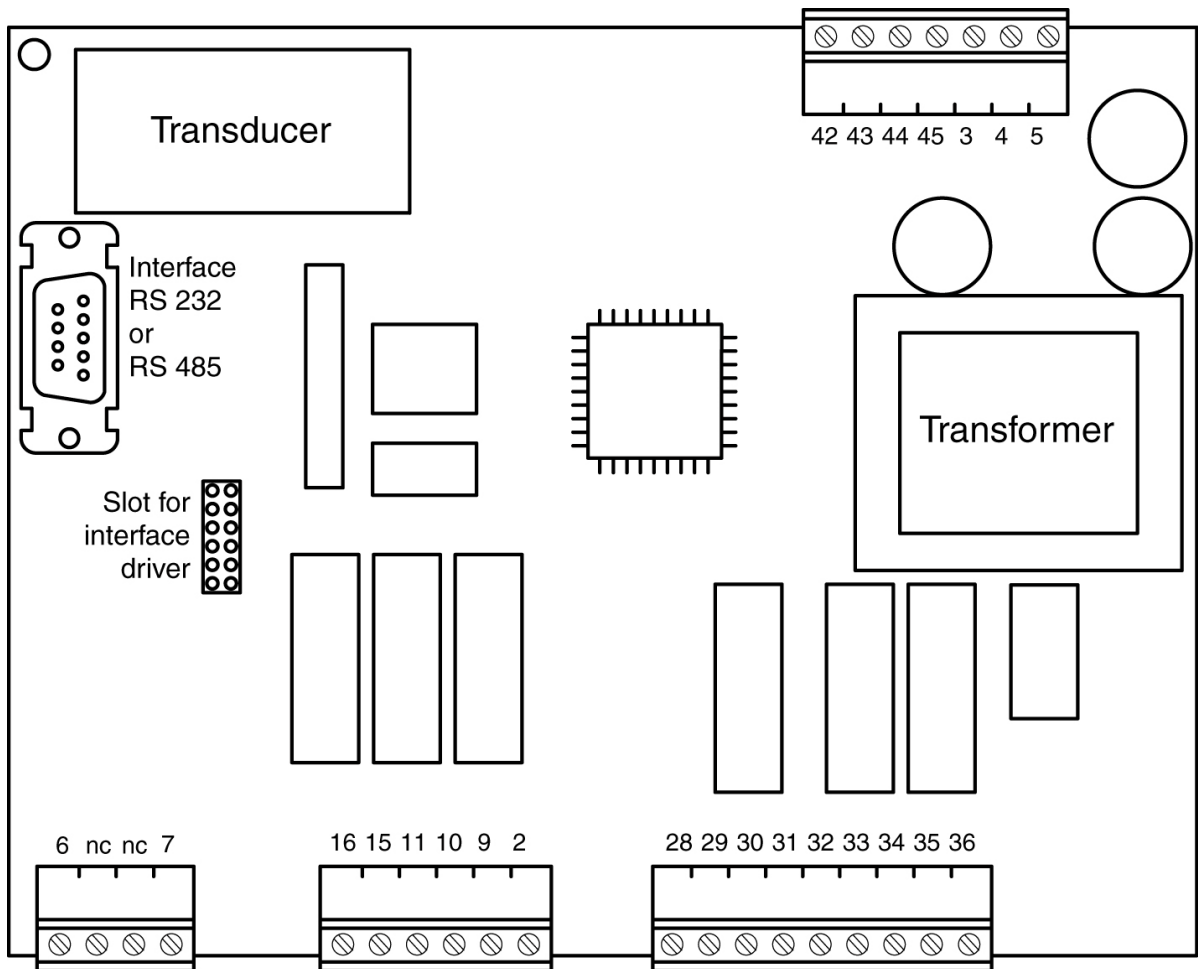 Transducer
42 43 44 45 3 4 5
Interface
RS 232
or
RS 485
Transformer
Slot for
interface
driver
6 nc nc 7
16 15 11 10 9 2
28 29 30 31 32 33 34 35 36